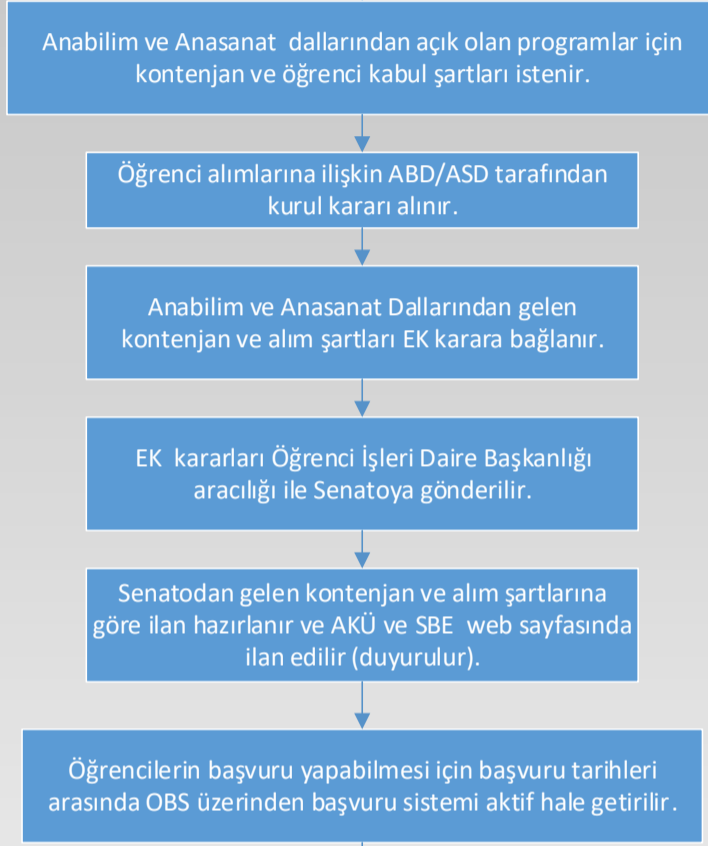 Anabilim ve Anasanat dallarından açık olan programlar için
kontenjan ve öğrenci kabul şartları istenir.
Öğrenci alımlarına ilişkin ABD/ASD tarafından
kurul kararı alınır.
Anabilim ve Anasanat Dallarından gelen
kontenjan ve alım şartları EK karara bağlanır.
EK kararları Öğrenci İşleri Daire Başkanlığı
aracılığı ile Senatoya gönderilir.
Senatodan gelen kontenjan ve alım şartlarına
göre ilan hazırlanır ve AKÜ ve SBE web sayfasında
ilan edilir (duyurulur).
Öğrencilerin başvuru yapabilmesi için başvuru tarihleri
arasında OBS üzerinden başvuru sistemi aktif hale getirilir.